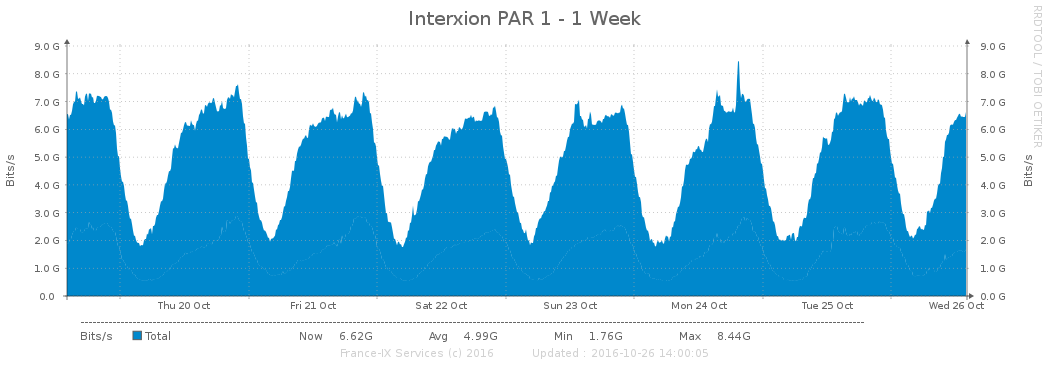 Interxion PAR 1 - 1 Week
RRDTOOL / TOBI OETIKER
Bits/s
9.0 G
8.0 G
7.0 G
6.0 G
5.0 G
4.0 G
3.0 G
2.0 G
1.0 G
0.0
9.0 G
8.0 G
7.0 G
6.0 G
5.0 G
4.0 G
3.0 G
2.0 G
1.0 G
0.0 G
Bits/s
Thu 20 Oct Fri 21 Oct Sat 22 Oct Sun 23 Oct Mon 24 Oct Tue 25 Oct Wed 26 Oct
Bits/s Total Now 6.62G Avg 4.99G Min 1.76G Max 8.44G
France-IX Services (c) 2016 Updated : 2016-10-26 14:00:05